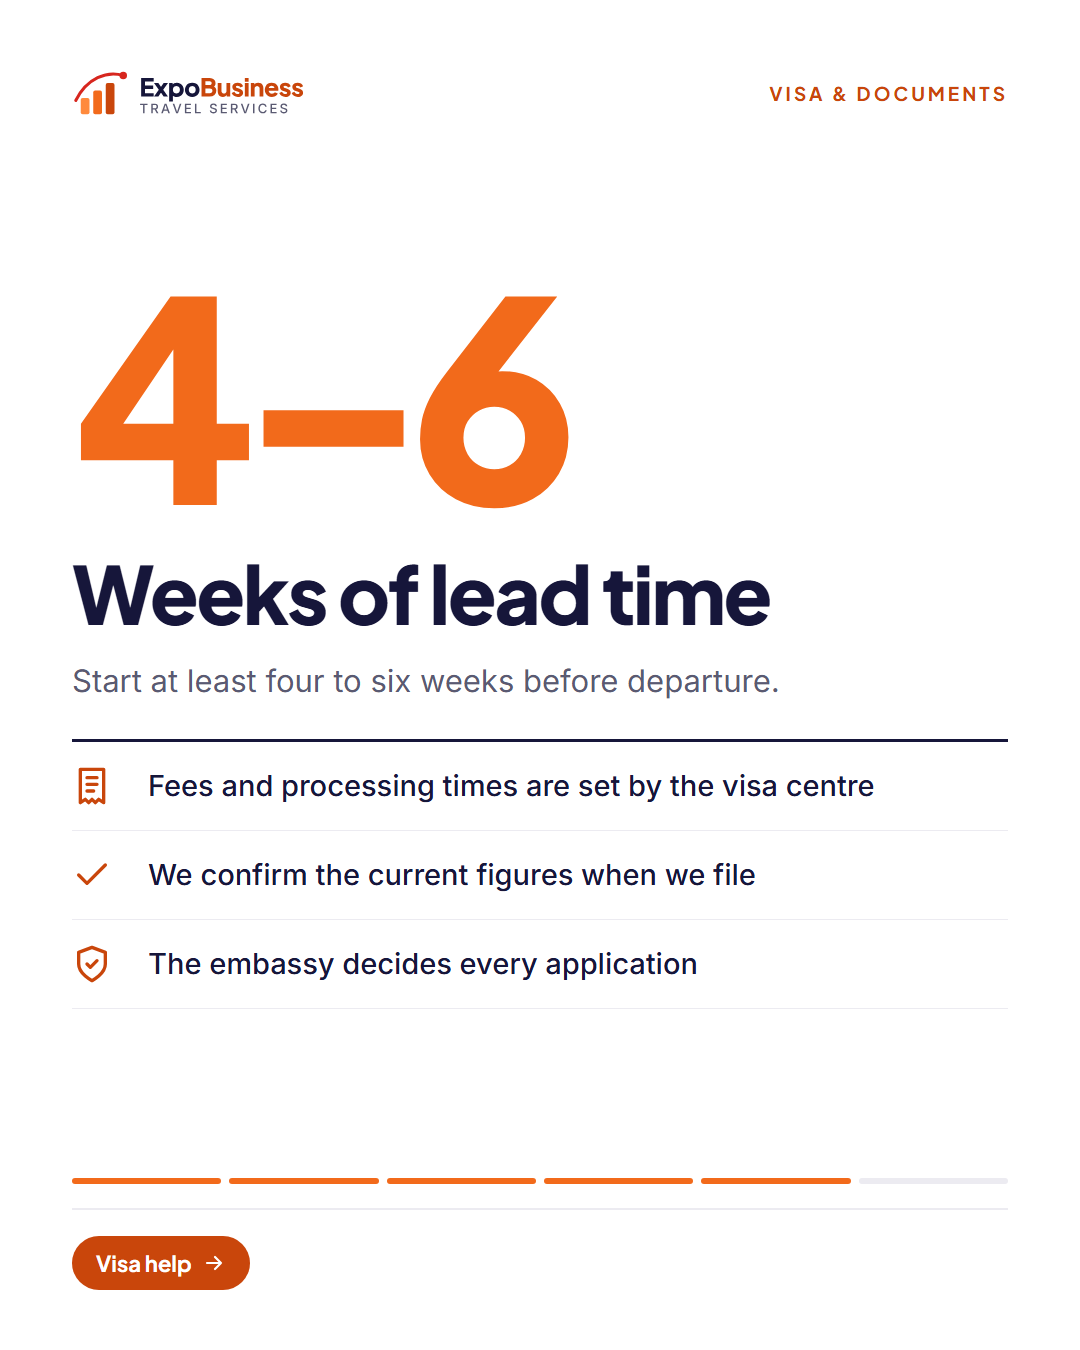 ExpoBusiness
TRAVEL SERVICES
VISA & DOCUMENTS
4–6
Weeks of lead time
Start at least four to six weeks before departure.
Fees and processing times are set by the visa centre
We confirm the current figures when we file
The embassy decides every application
Visa help